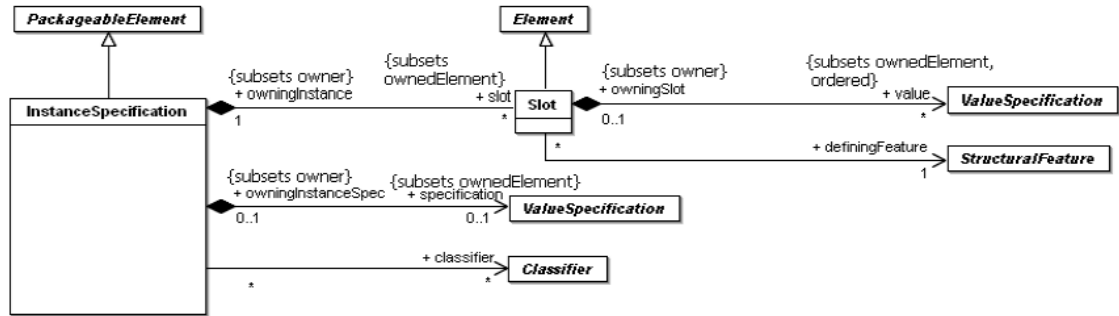 PackageableElement
Element
{subsets owner}
+ owningInstance
{subsets
ownedElement}
+ slot
{subsets owner}
+ owningSlot
{subsets ownedElement,
ordered}
+ value
InstanceSpecification
1
*
Slot
0..1
*
ValueSpecification
*
+ definingFeature
1
StructuralFeature
{subsets owner}
+ owningInstanceSpec
{subsets ownedElement}
+ specification
0..1
0..1
ValueSpecification
+ classifier
*
*
Classifier